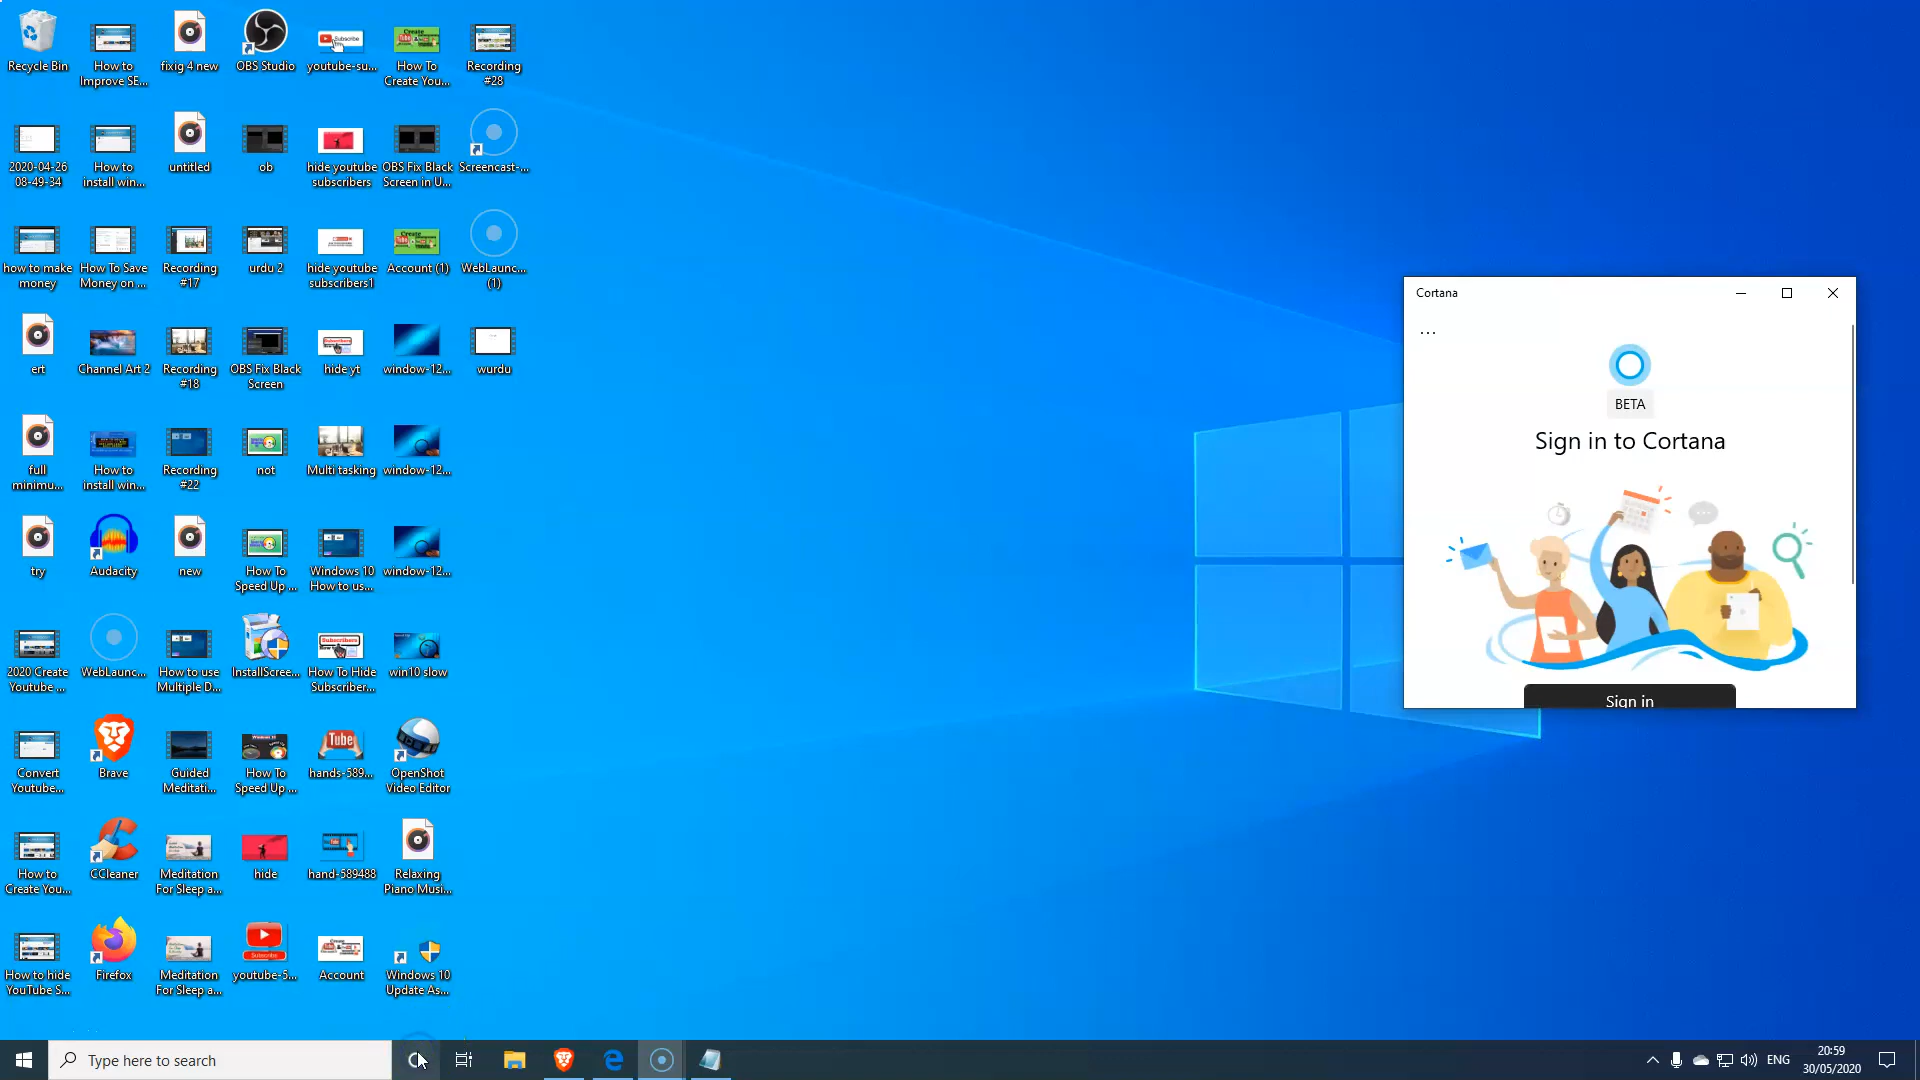 Recycle Bin
How to
Improve SE...
fixig 4 new
OBS Studio
youtube-su...
How To
Create You...
Recording
#28
2020-04-26
08-49-34
How to
install win...
untitled
ob
hide youtube
subscribers
OBS Fix Black
Screen in U...
Screencast-...
how to make
money
How To Save
Money on ...
Recording
#17
urdu 2
hide youtube
subscribers1
Account (1)
WebLaunc...
(1)
ert
Channel Art 2
Recording
#18
OBS Fix Black
Screen
hide yt
window-12...
wurdu
full
minimu...
How to
install win...
Recording
#22
not
Multi tasking
window-12...
try
Audacity
new
How To
Speed Up ...
Windows 10
How to us...
window-12...
2020 Create
Youtube ...
WebLaunc...
How to use
Multiple D...
InstallScree...
How To Hide
Subscriber...
win10 slow
Convert
Youtube...
Brave
Guided
Meditati...
How To
Speed Up ...
hands-589...
OpenShot
Video Editor
How to
Create You...
CCleaner
Meditation
For Sleep a...
hide
hand-589488
Relaxing
Piano Musi...
How to hide
YouTube S...
Firefox
Meditation
For Sleep a...
youtube-5...
Account
Windows 10
Update As...
Cortana
...
BETA
Sign in to Cortana
Sign in
Type here to search
ENG
20:59
30/05/2020